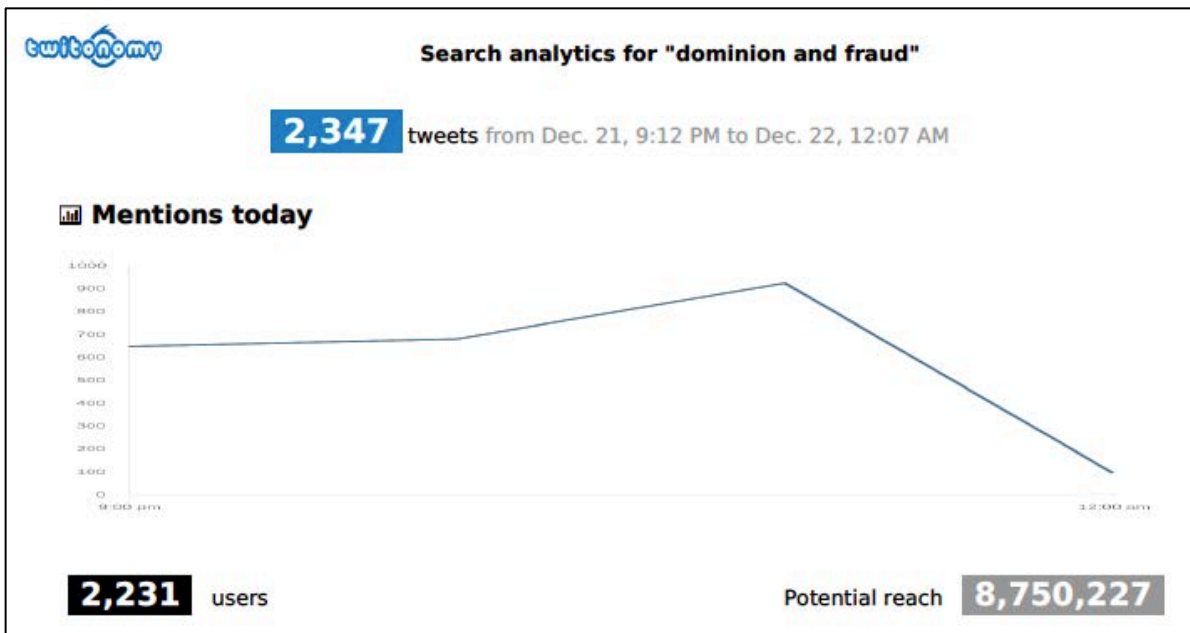 twitonomy
Search analytics for "dominion and fraud"
2,347 tweets from Dec. 21, 9:12 PM to Dec. 22, 12:07 AM
Mentions today
1000
900
800
700
600
500
400
300
200
100
0
9:00 pm 12:00 am
2,231 users Potential reach 8,750,227